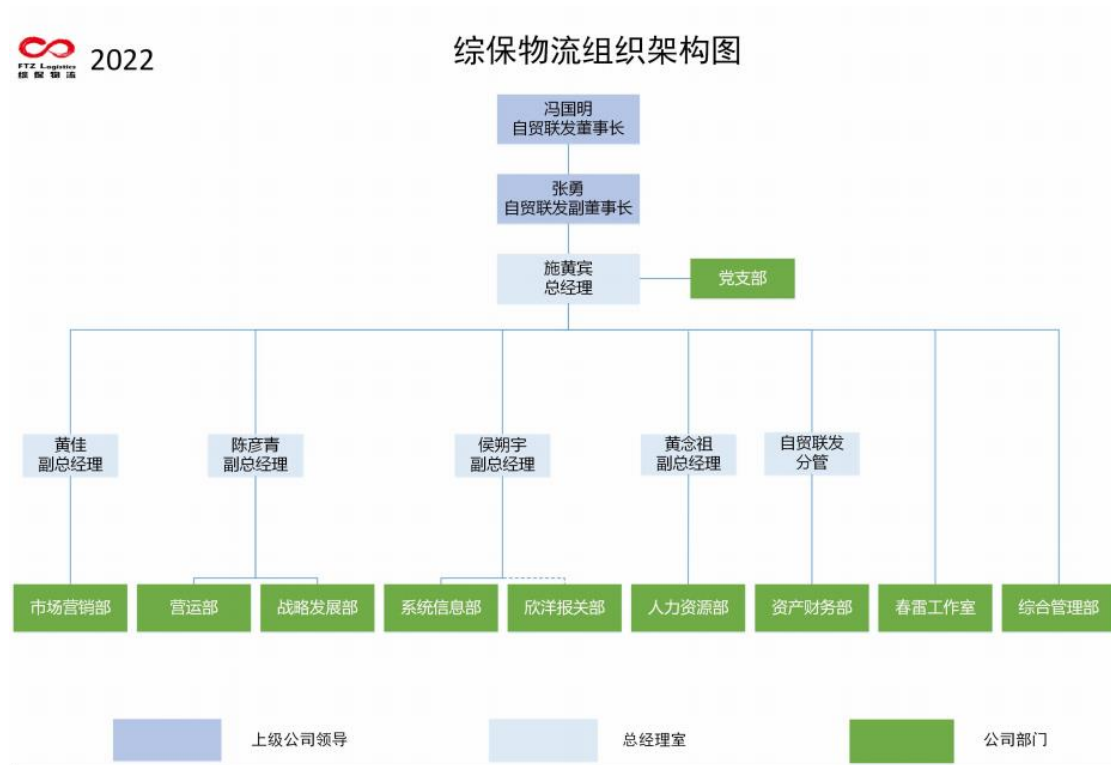 FTZ Logistics
综保物流
2022
综保物流组织架构图
冯国明
自贸联发董事长
张勇
自贸联发副董事长
施黄宾
总经理
党支部
黄佳
副总经理
陈彦青
副总经理
侯朔宇
副总经理
黄念祖
副总经理
自贸联发
分管
市场营销部
营运部
战略发展部
系统信息部
欣洋报关部
人力资源部
资产财务部
春雷工作室
综合管理部
上级公司领导
总经理室
公司部门